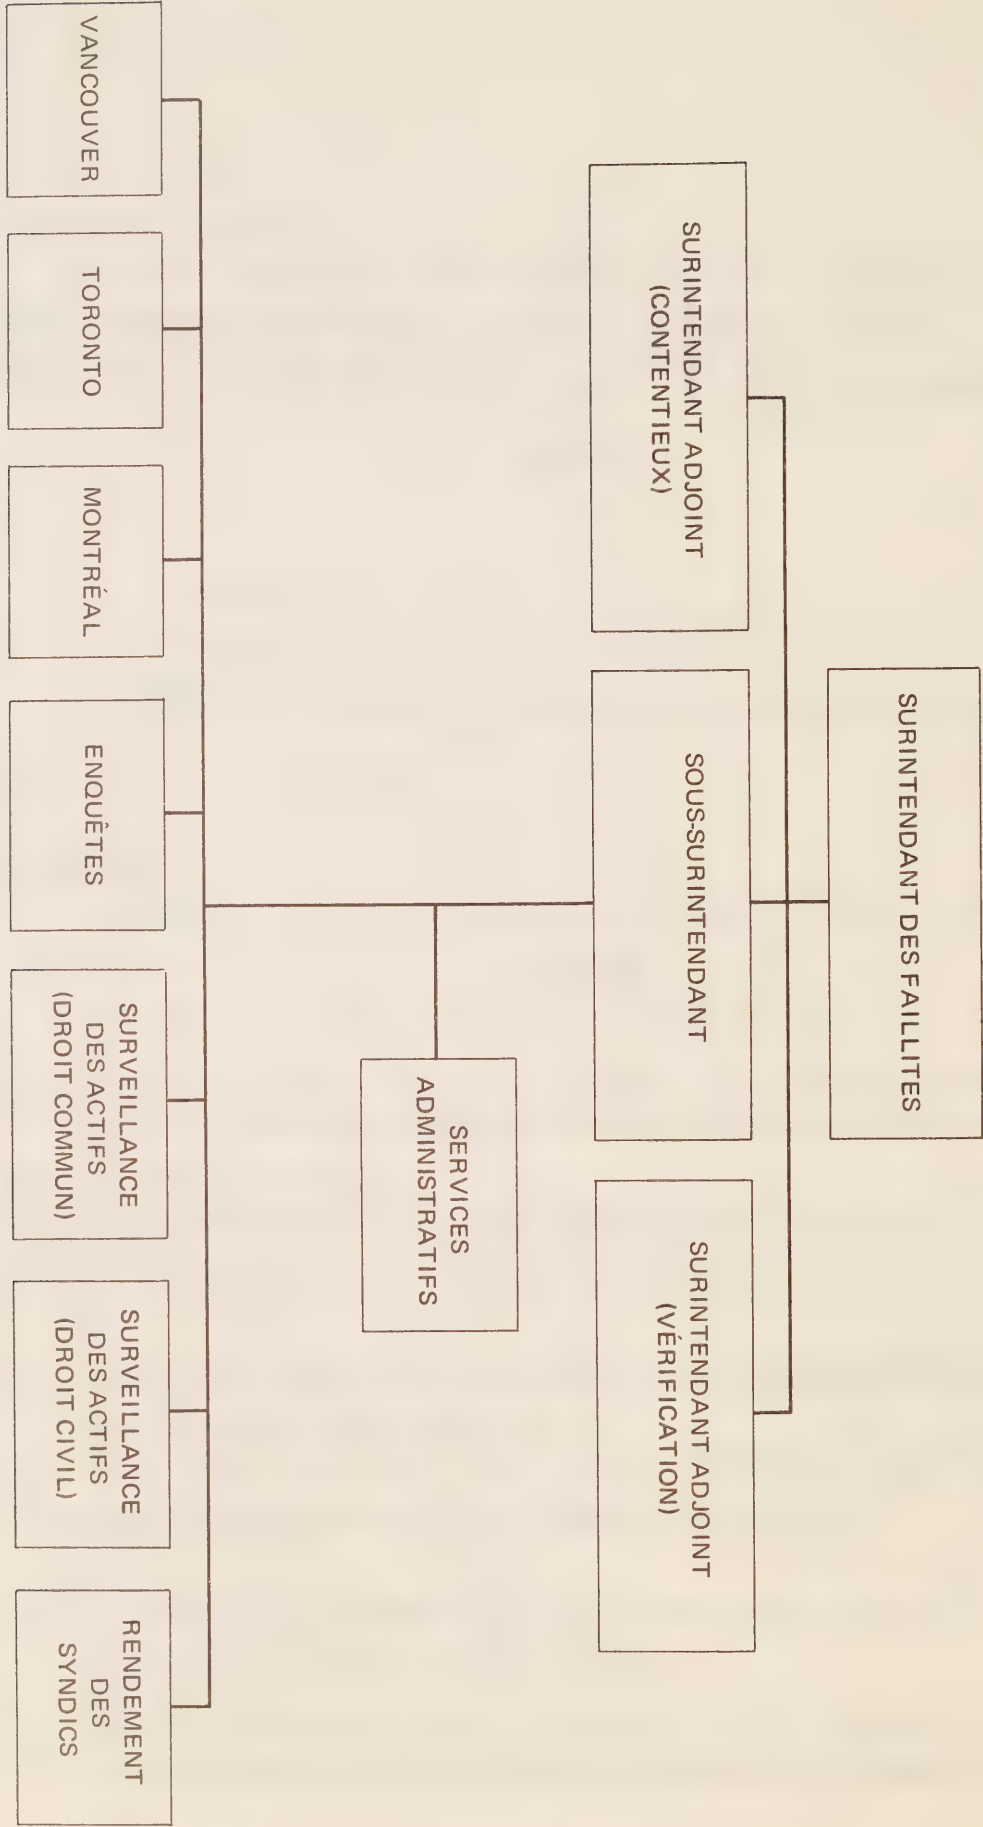 SURINTENDANT DES FAILLITES
SURINTENDANT ADJOINT
(CONTENTIEUX)
SOUS-SURINTENDANT
SURINTENDANT ADJOINT
(VÉRIFICATION)
SERVICES
ADMINISTRATIFS
VANCOUVER
TORONTO
MONTRÉAL
ENQUÊTES
SURVEILLANCE
DES ACTIFS
(DROIT COMMUN)
SURVEILLANCE
DES ACTIFS
(DROIT CIVIL)
RENDEMENT
DES
SYNDICS